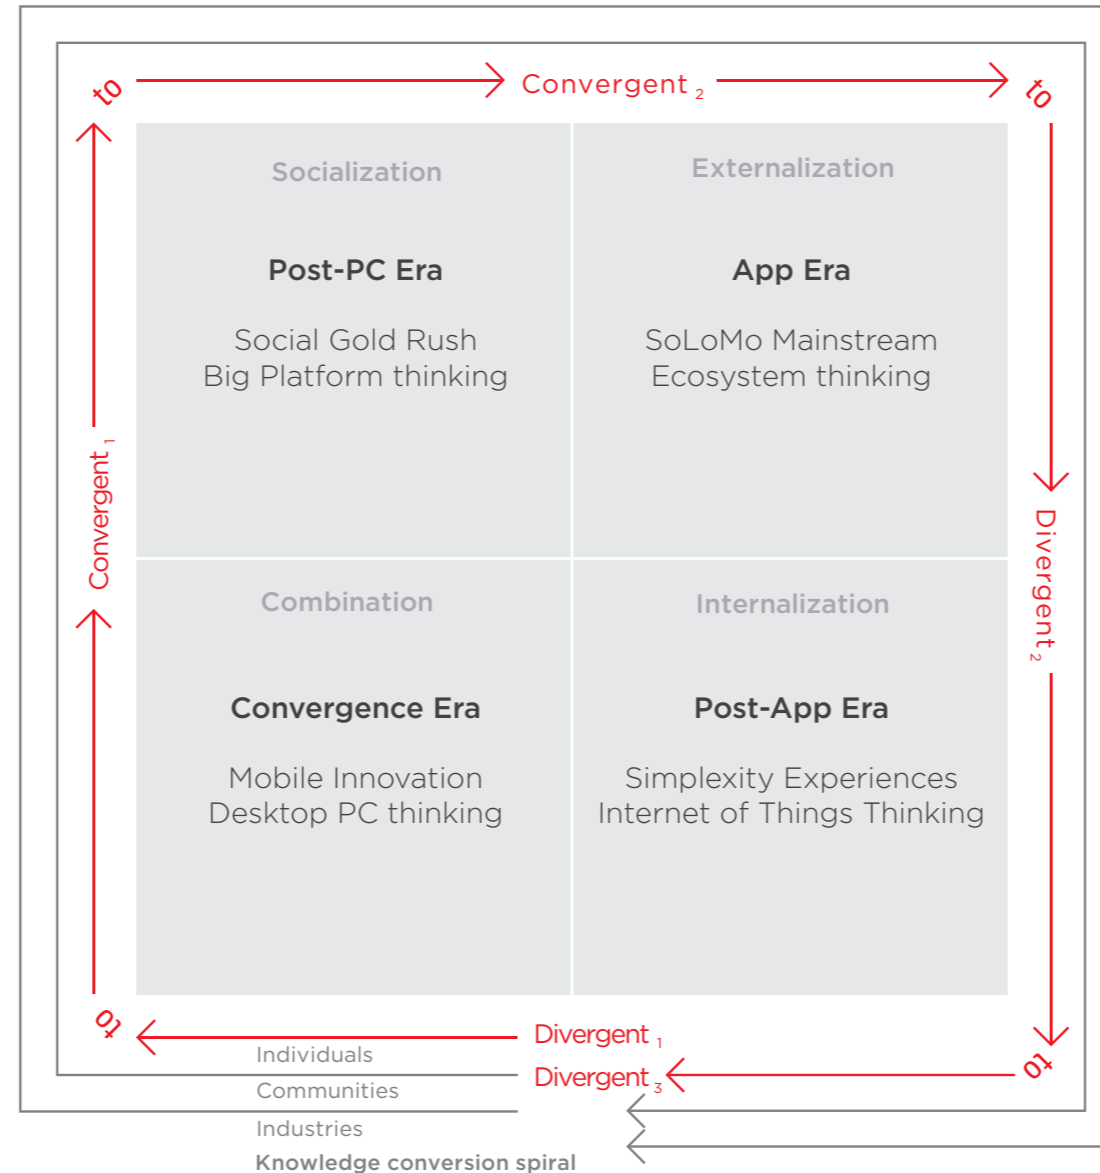 to
Convergent 2
to
Socialization
Externalization
Post-PC Era
App Era
Social Gold Rush
Big Platform thinking
SoLoMo Mainstream
Ecosystem thinking
Convergent 1
Divergent 2
Combination
Internalization
Convergence Era
Post-App Era
Mobile Innovation
Desktop PC thinking
Simplexity Experiences
Internet of Things Thinking
to
Divergent 1
to
Individuals
Divergent 3
Communities
Industries
Knowledge conversion spiral